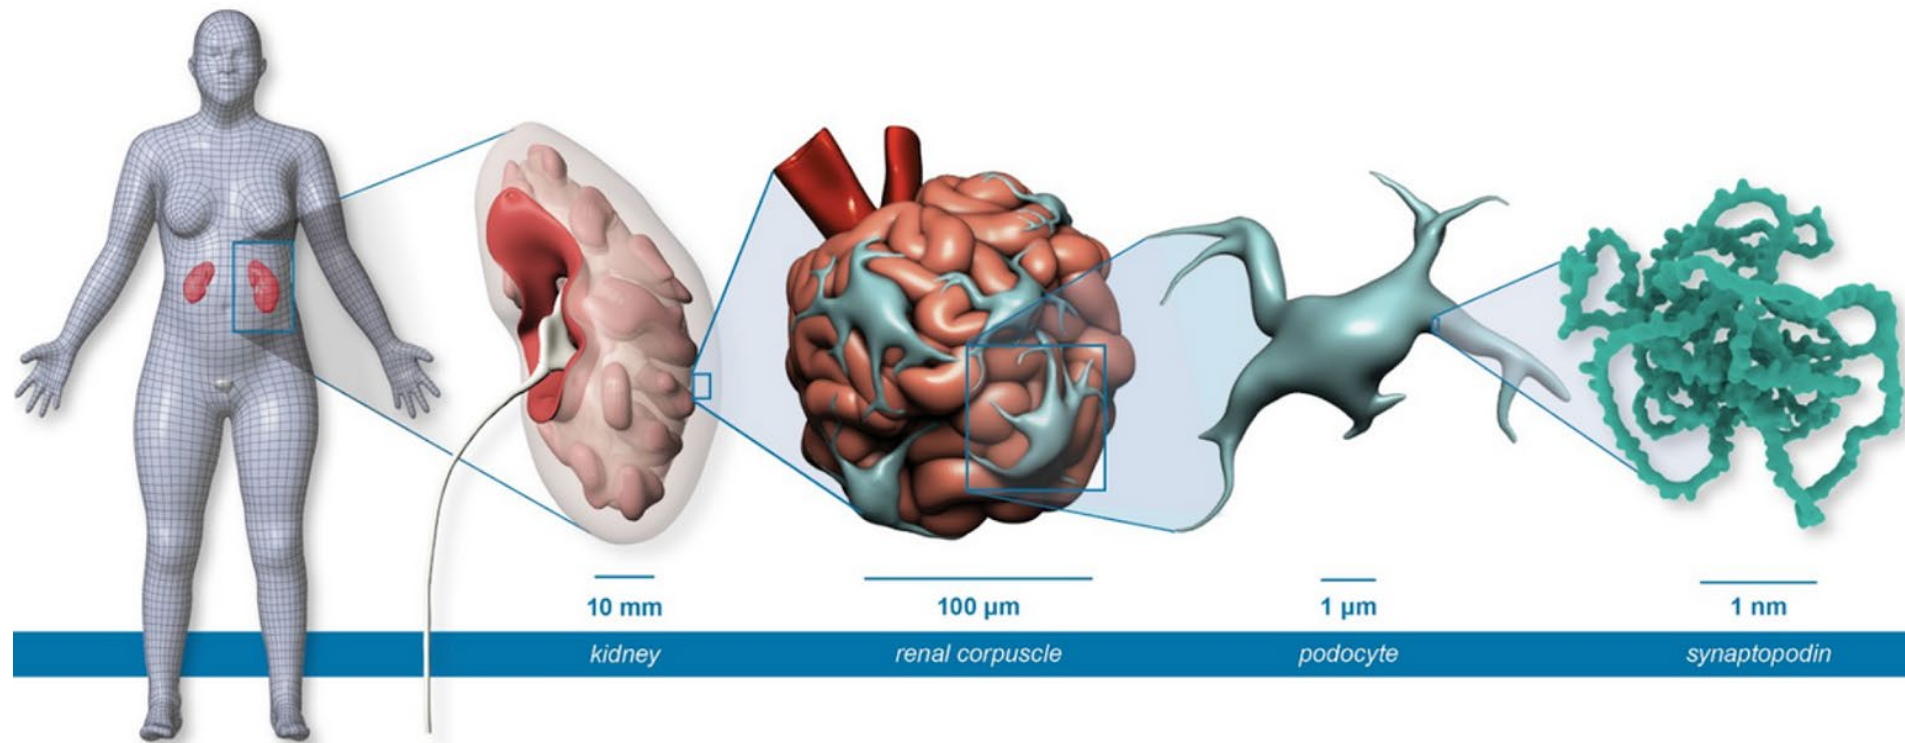 10 mm
100 µm
1 µm
1 nm
kidney
renal corpuscle
podocyte
synaptopodin